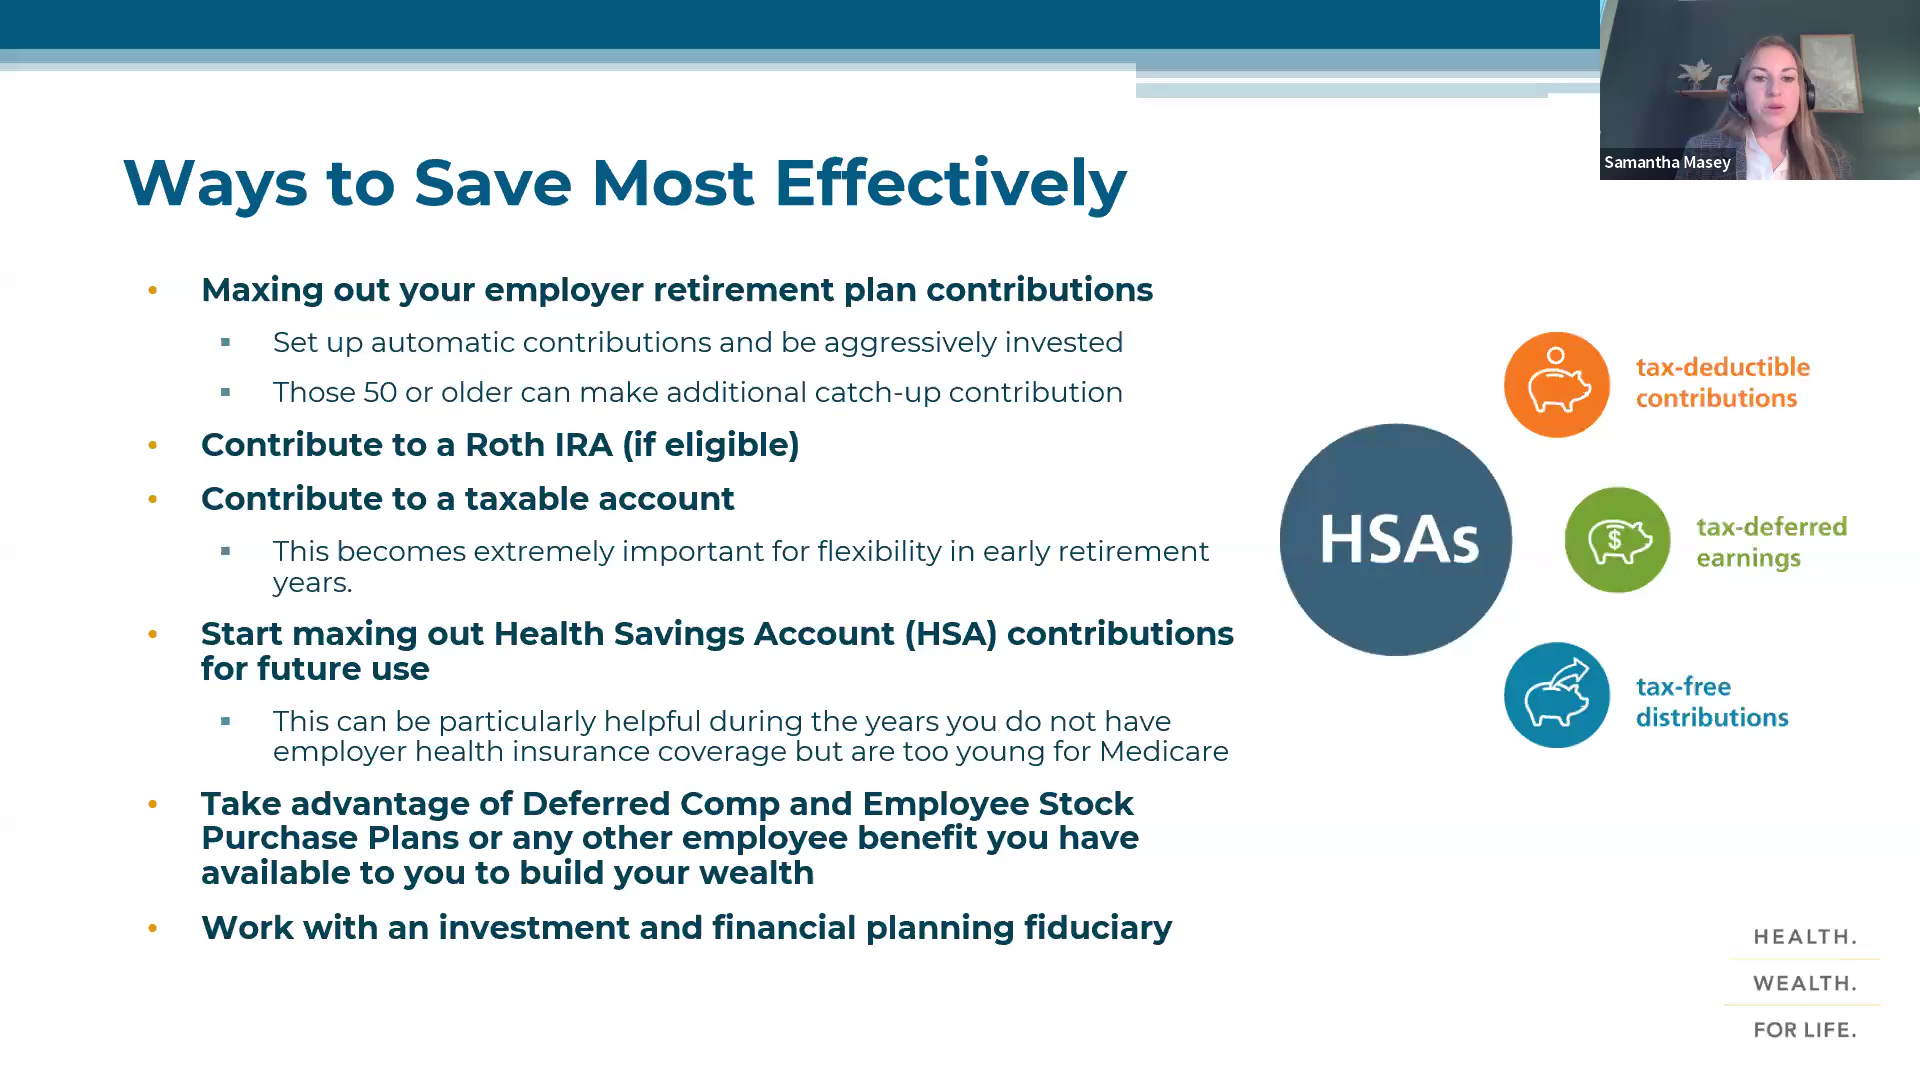 Samantha Masey
Ways to Save Most Effectively
• Maxing out your employer retirement plan contributions
▪ Set up automatic contributions and be aggressively invested
▪ Those 50 or older can make additional catch-up contribution
• Contribute to a Roth IRA (if eligible)
• Contribute to a taxable account
▪ This becomes extremely important for flexibility in early retirement
years.
• Start maxing out Health Savings Account (HSA) contributions
for future use
▪ This can be particularly helpful during the years you do not have
employer health insurance coverage but are too young for Medicare
• Take advantage of Deferred Comp and Employee Stock
Purchase Plans or any other employee benefit you have
available to you to build your wealth
• Work with an investment and financial planning fiduciary
HSAs
tax-deductible
contributions
$
tax-deferred
earnings
tax-free
distributions
HEALTH.
WEALTH.
FOR LIFE.